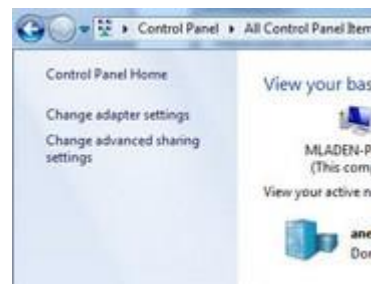 Control Panel
All Control Panel Item
Control Panel Home
Change adapter settings
Change advanced sharing
settings
View your bas
MLADEN-P
(This com
View your active n
ane
Dor